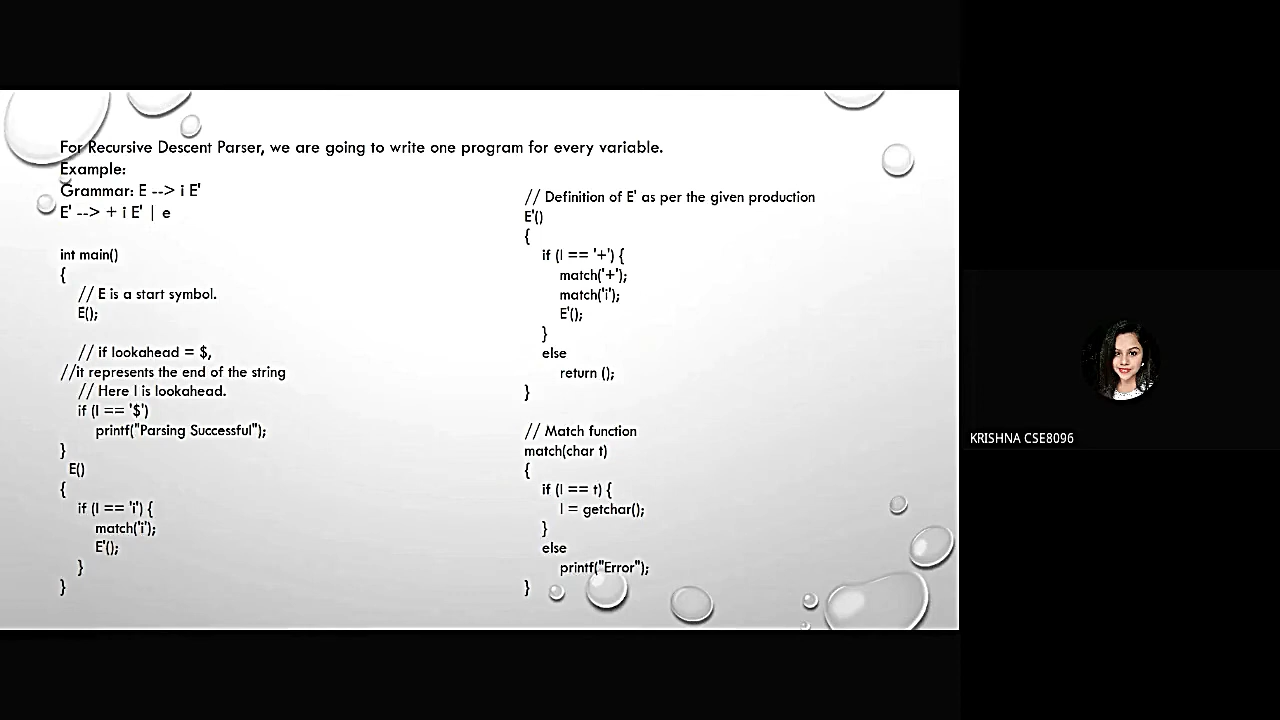 For Recursive Descent Parser, we are going to write one program for every variable.
Example:
Grammar: E --> i E'
E' --> + i E' | e
int main()
{
// E is a start symbol.
E();
// if lookahead = $,
//it represents the end of the string
// Here l is lookahead.
if (l == '$')
printf("Parsing Successful");
}
E()
{
if (l == 'i') {
match('i');
E'();
}
}
// Definition of E' as per the given production
E'()
{
if (l == '+') {
match('+');
match('i');
E'();
}
else
return ();
}
// Match function
match(char t)
{
if (l == t) {
l = getchar();
}
else
printf("Error");
}
KRISHNA CSE8096